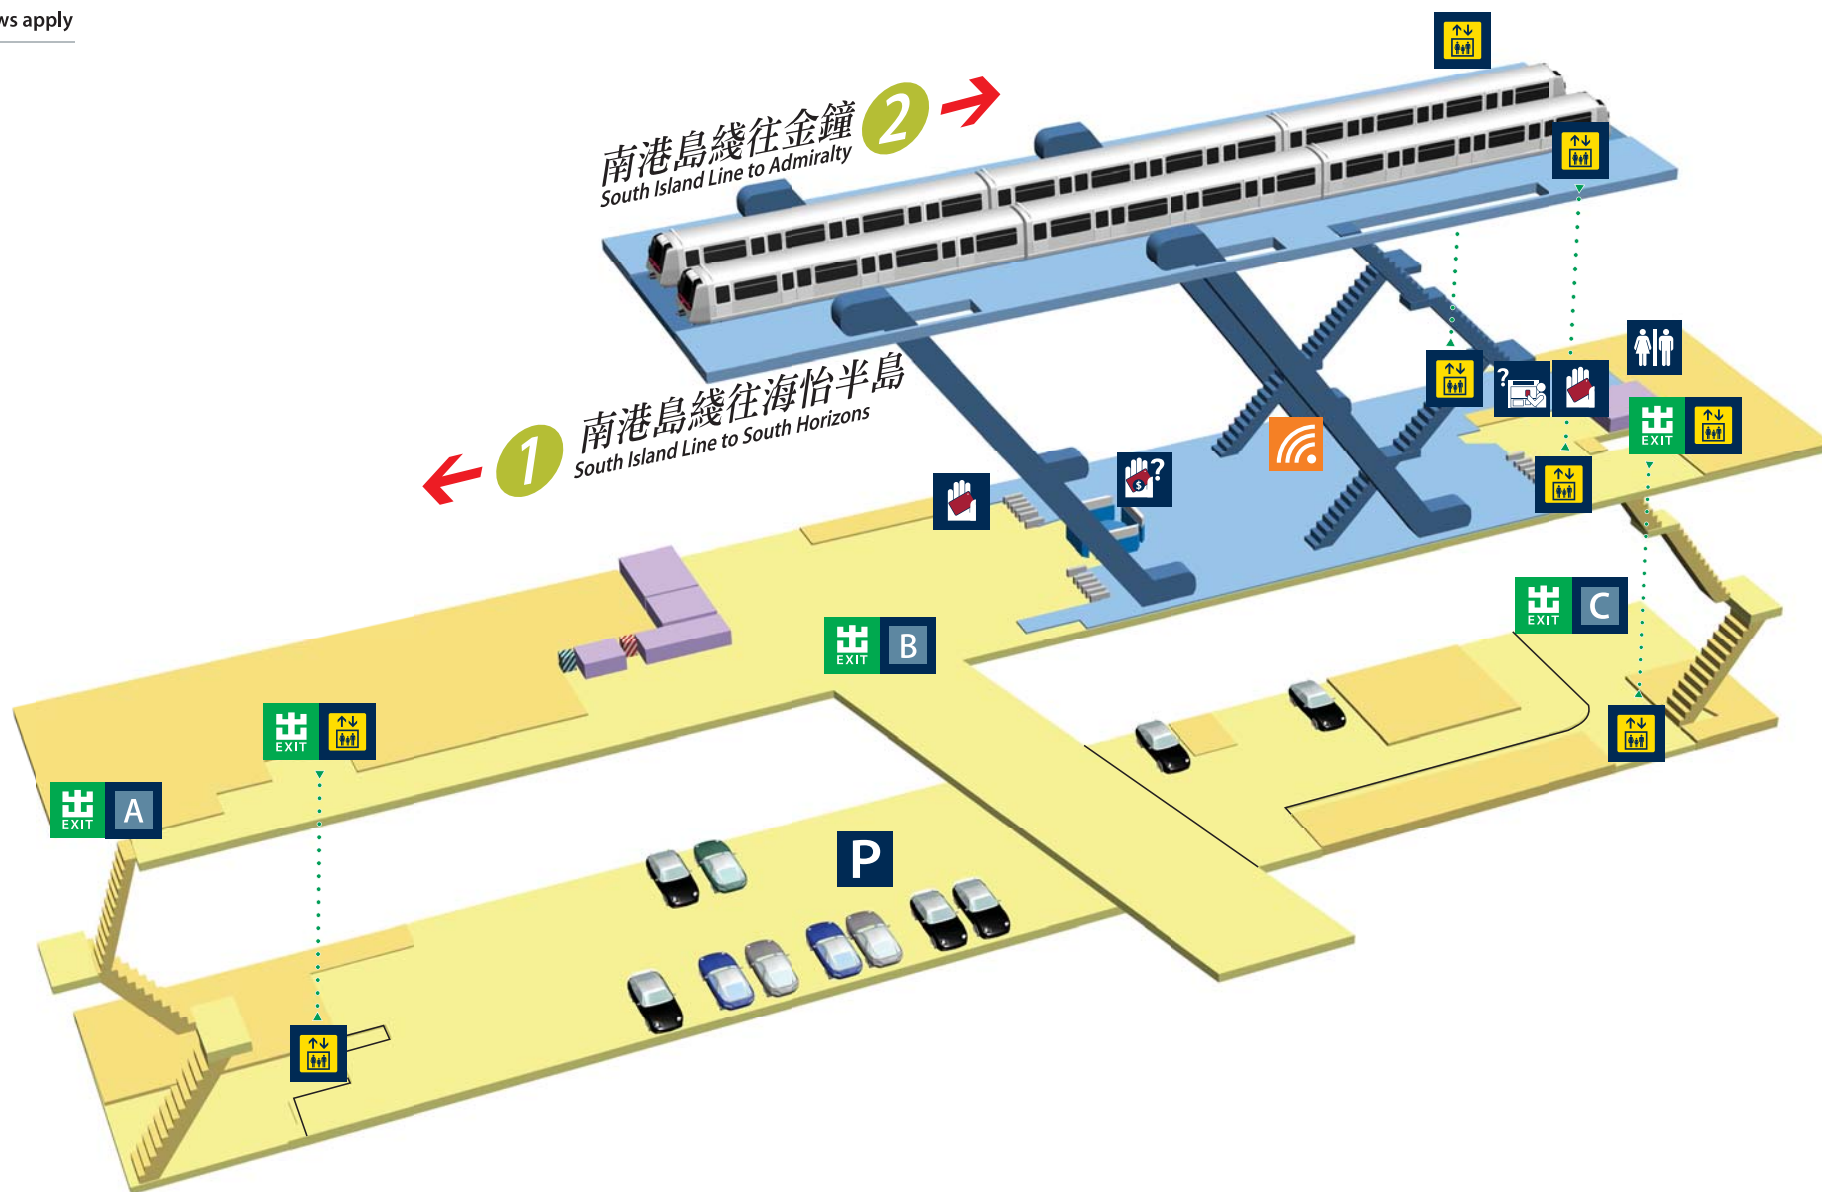 ws apply
南港島綫往金鐘
South Island Line to Admiralty
2
1
南港島綫往海怡半島
South Island Line to South Horizons
?
?
$
EXIT
EXIT
C
EXIT
B
EXIT
EXIT
A
P